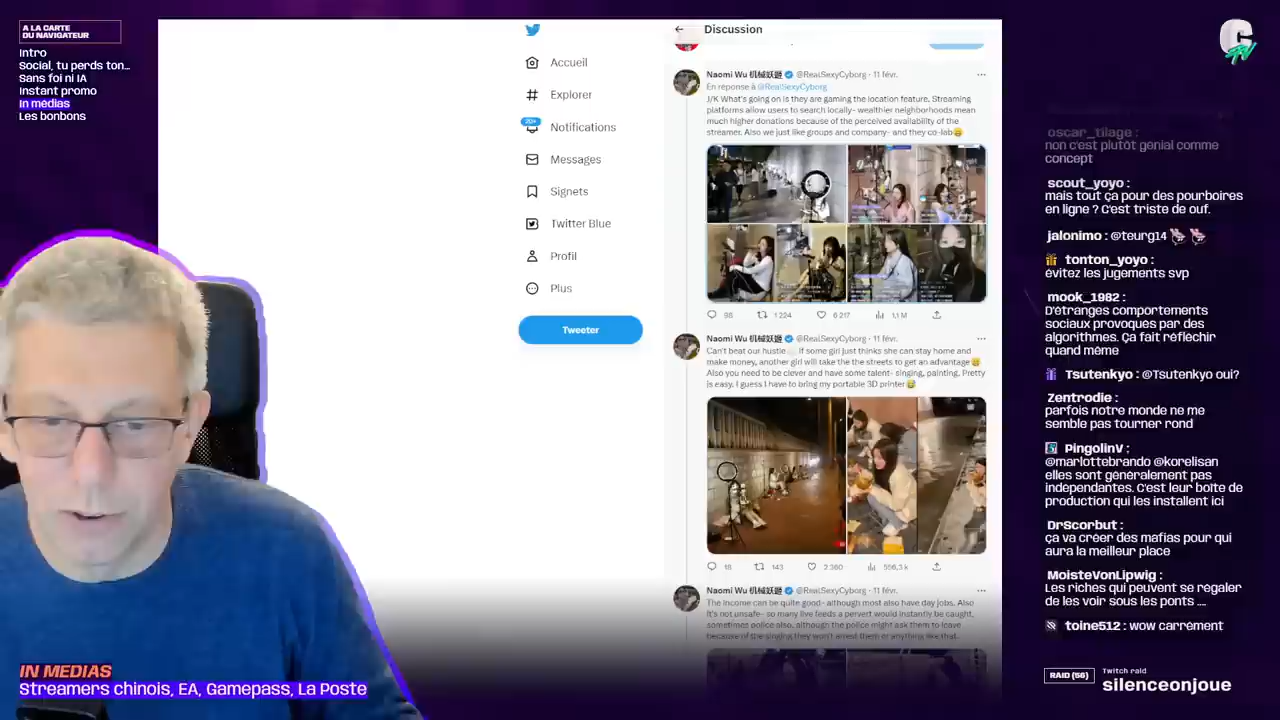 A LA CARTE
DU NAVIGATEUR
Intro
Social, tu perds ton...
Sans foi ni IA
Instant promo
In médias
Les bonbons
Accueil
Explorer
20+
Notifications
Messages
Signets
Twitter Blue
Profil
Plus
Tweeter
Discussion
Naomi Wu 机械妖姬 @RealSexyCyborg · 11 févr.
En réponse à @RealSexyCyborg
J/K What's going on is they are gaming the location feature. Streaming
platforms allow users to search locally- wealthier neighborhoods mean
much higher donations because of the perceived availability of the
streamer. Also we just like groups and company- and they co-lab😄
98 1 224 6 217 1,1 M
Naomi Wu 机械妖姬 @RealSexyCyborg · 11 févr.
Can't beat our hustle If some girl just thinks she can stay home and
make money, another girl will take the the streets to get an advantage😄
Also you need to be clever and have some talent- singing, painting. Pretty
is easy. I guess I have to bring my portable 3D printer😅
18 143 2 360 556,3 k
Naomi Wu 机械妖姬 @RealSexyCyborg · 11 févr.
The income can be quite good- although most also have day jobs. Also
it's not unsafe- so many live feeds a pervert would instantly be caught,
sometimes police also, although the police might ask them to leave
because of the singing they won't arrest them or anything like that.
C
TV
oscar_tilage :
non c'est plutôt génial comme
concept
scout_yoyo :
mais tout ça pour des pourboires
en ligne ? C'est triste de ouf.
jalonimo : @teurg14
tonton_yoyo :
évitez les jugements svp
mook_1982 :
D'étranges comportements
sociaux provoqués par des
algorithmes. Ça fait réfléchir
quand même
Tsutenkyo : @Tsutenkyo oui?
Zentrodie :
parfois notre monde ne me
semble pas tourner rond
PingolinV :
@marlottebrando @korelisan
elles sont généralement pas
indépendantes. C'est leur boîte de
production qui les installent ici
DrScorbut :
ça va créer des mafias pour qui
aura la meilleur place
MoisteVonLipwig :
Les riches qui peuvent se régaler
de les voir sous les ponts ....
toine512 : wow carrément
IN MEDIAS
Streamers chinois, EA, Gamepass, La Poste
RAID (56)
Twitch raid
silenceonjoue